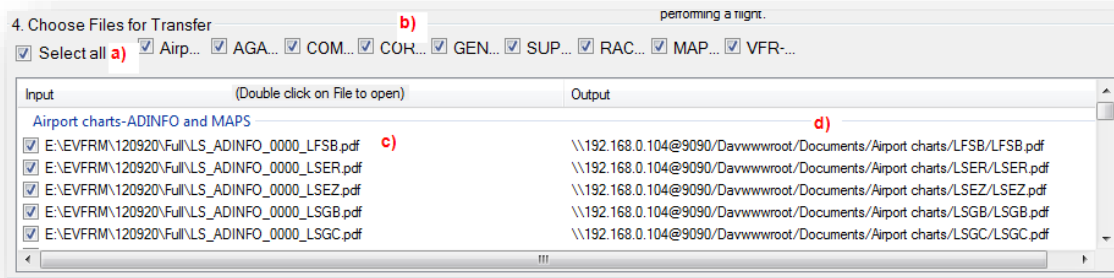 performing a flight.
4. Choose Files for Transfer b)
Select all a) Airp... AGA... COM... COR... GEN... SUP... RAC... MAP... VFR-...
Input (Double click on File to open) Output
Airport charts-ADINFO and MAPS d)
E:\EVFRM\120920\Full\LS_ADINFO_0000_LFSB.pdf c) \\192.168.0.104@9090/Davwwwroot/Documents/Airport charts/LFSB/LFSB.pdf
E:\EVFRM\120920\Full\LS_ADINFO_0000_LSER.pdf \\192.168.0.104@9090/Davwwwroot/Documents/Airport charts/LSER/LSER.pdf
E:\EVFRM\120920\Full\LS_ADINFO_0000_LSEZ.pdf \\192.168.0.104@9090/Davwwwroot/Documents/Airport charts/LSEZ/LSEZ.pdf
E:\EVFRM\120920\Full\LS_ADINFO_0000_LSGB.pdf \\192.168.0.104@9090/Davwwwroot/Documents/Airport charts/LSGB/LSGB.pdf
E:\EVFRM\120920\Full\LS_ADINFO_0000_LSGC.pdf \\192.168.0.104@9090/Davwwwroot/Documents/Airport charts/LSGC/LSGC.pdf